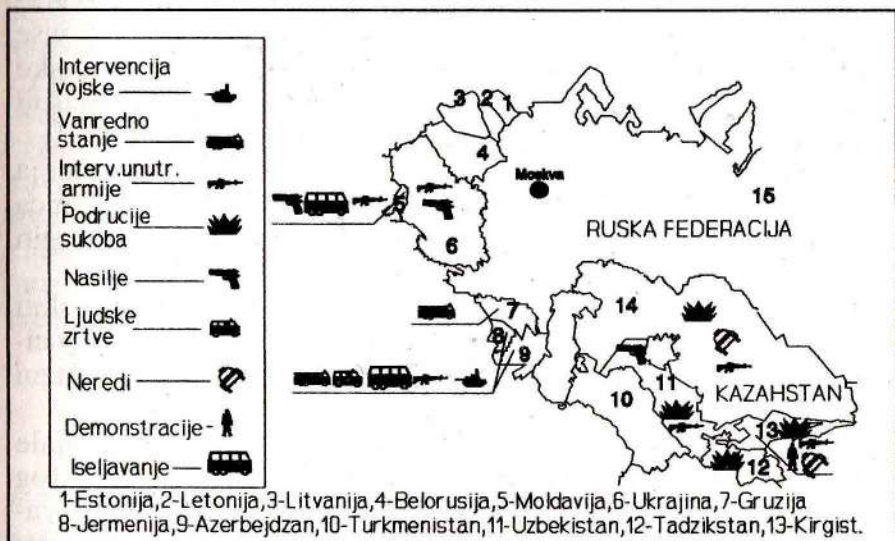 Intervencija
vojske
Vanredno
stanje
Interv.unutr.
armije
Podrucije
sukoba
Nasilje
Ljudske
zrtve
Neredi
Demonstracije
Iseljavanje
3 2 1
4
Moskva
5
15
6
RUSKA FEDERACIJA
14
7
8
9
11
10
KAZAHSTAN
13
12
1-Estonija,2-Letonija,3-Litvanija,4-Belorusija,5-Moldavija,6-Ukrajina,7-Gruzija
8-Jermenija,9-Azerbejdzan,10-Turkmenistan,11-Uzbekistan,12-Tadzikstan,13-Kirgist.